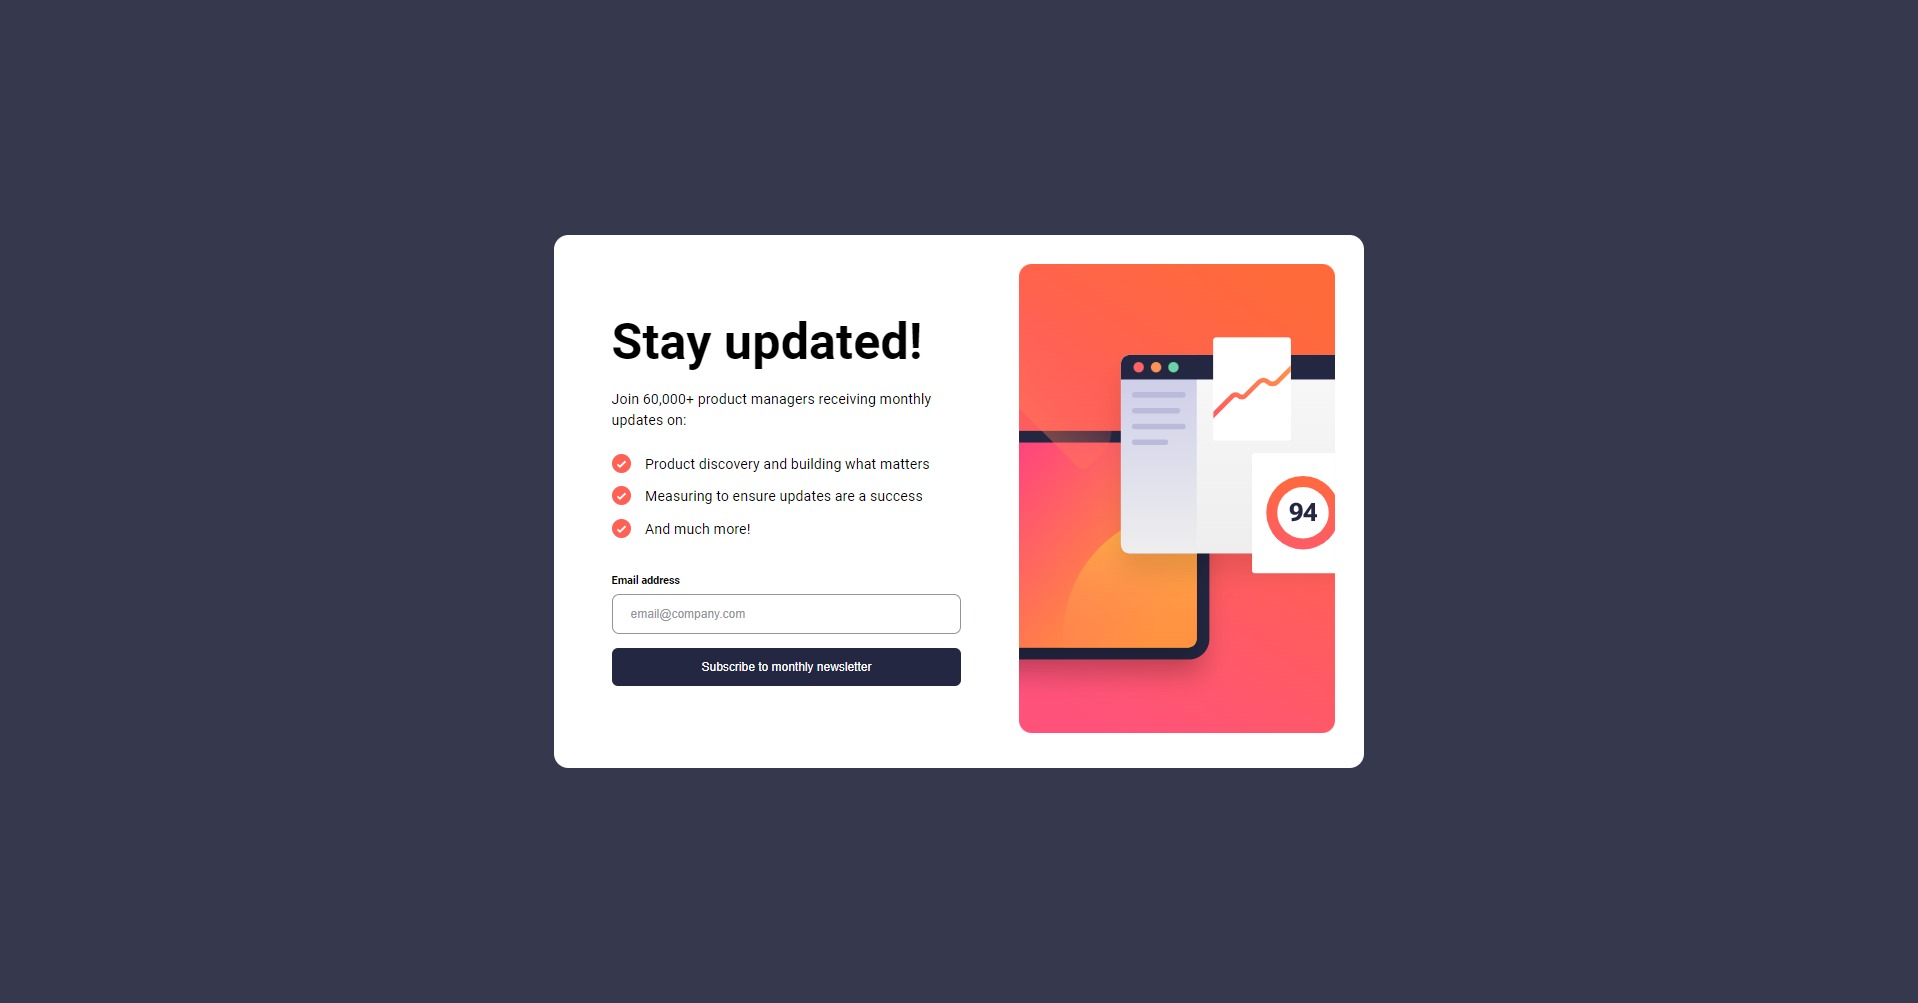 Stay updated!
Join 60,000+ product managers receiving monthly
updates on:
Product discovery and building what matters
Measuring to ensure updates are a success
And much more!
Email address
email@company.com
Subscribe to monthly newsletter
94